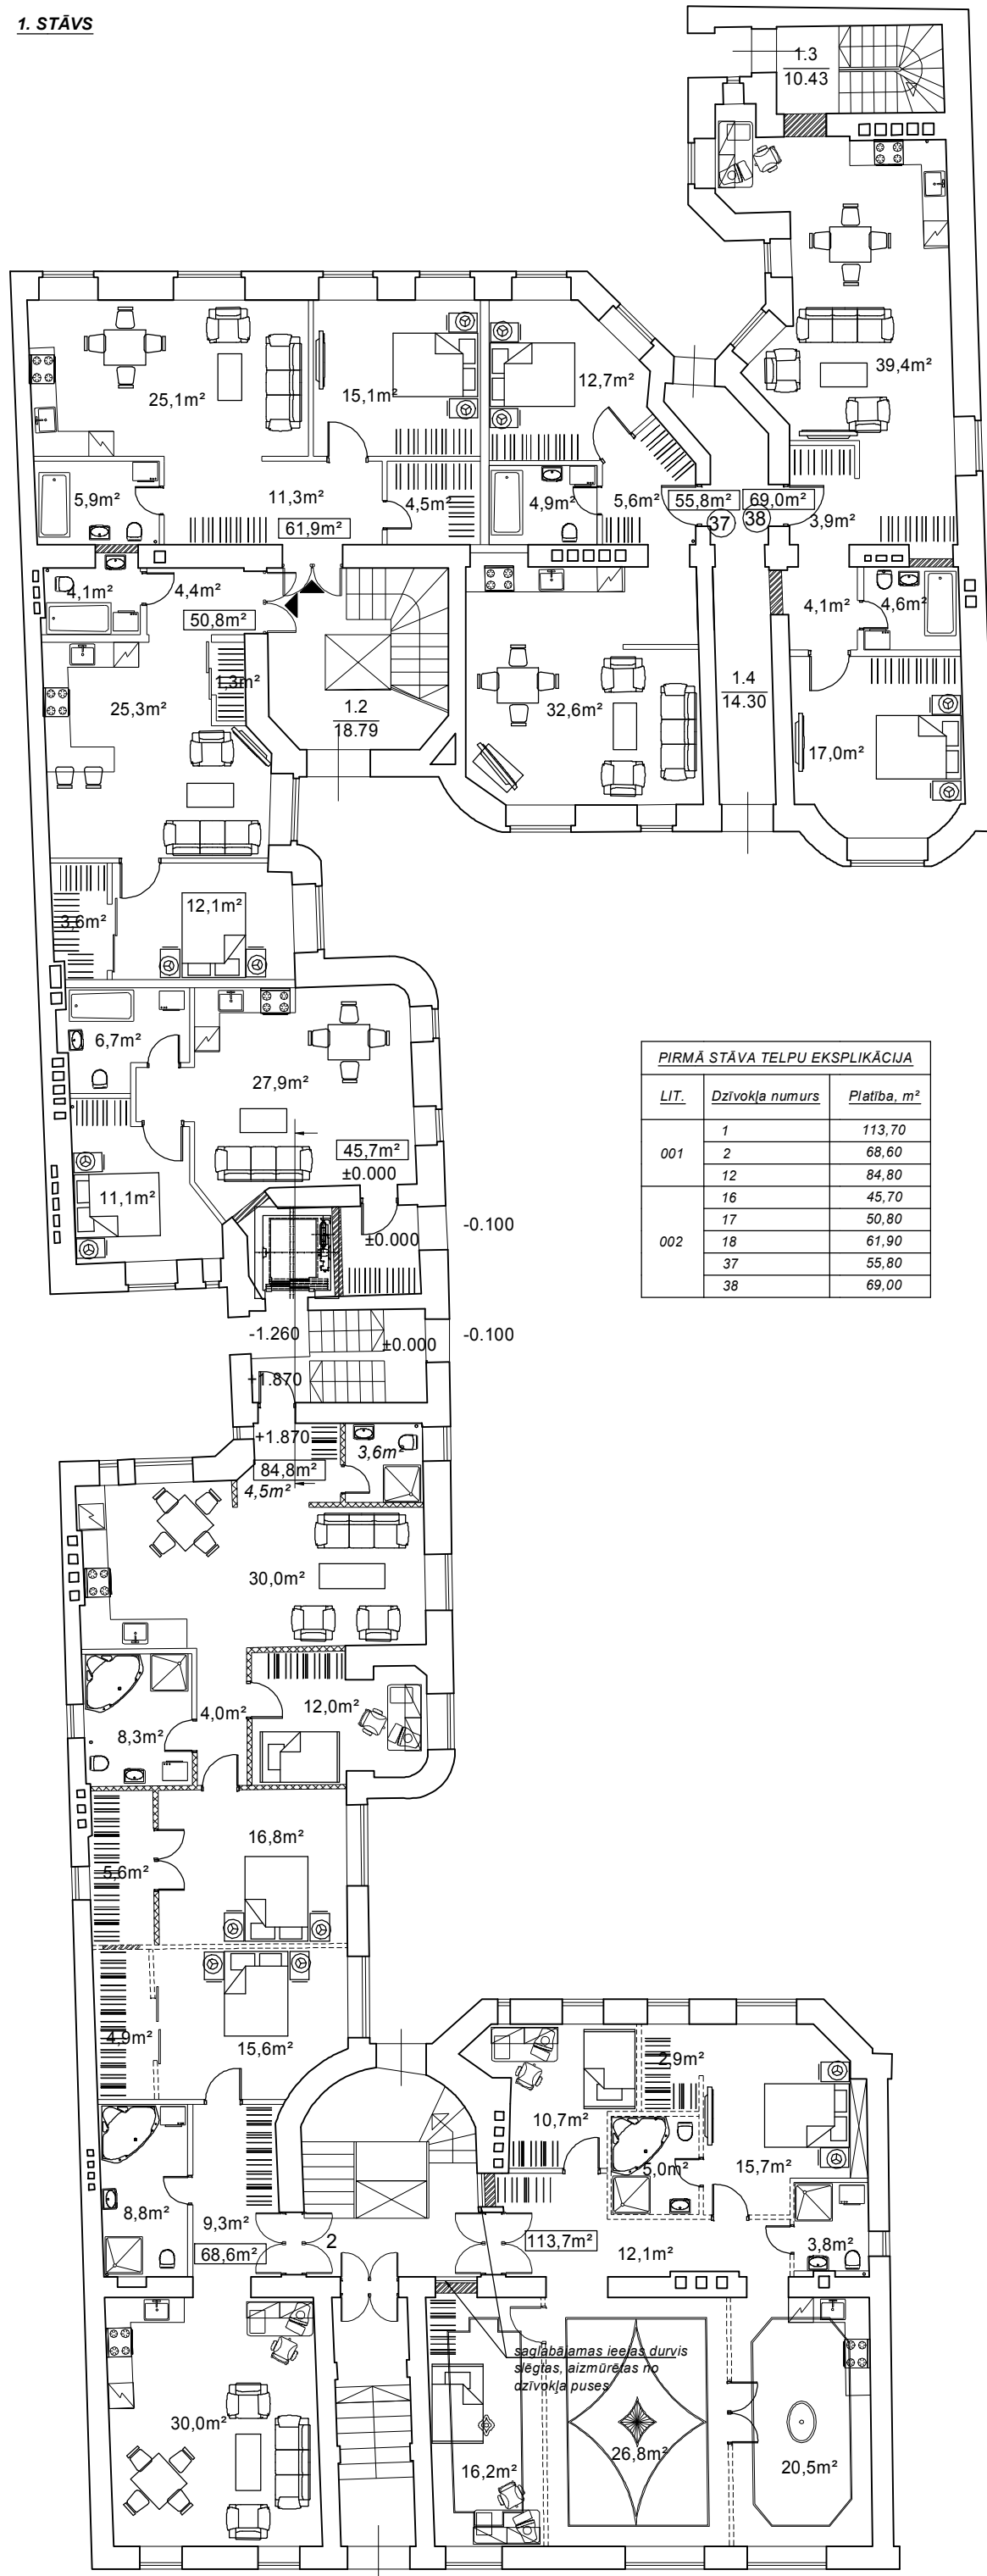 1. STĀVS
1.3
10.43
39,4m²
12,7m²
15,1m²
25,1m²
5,9m²
11,3m²
4,5m²
4,9m²
5,6m²
55,8m²
69,0m²
37
38
3,9m²
61,9m²
4,1m²
4,4m²
50,8m²
4,1m²
4,6m²
1,3m²
25,3m²
1.2
18.79
32,6m²
1.4
14.30
17,0m²
12,1m²
3,6m²
6,7m²
27,9m²
45,7m²
±0.000
11,1m²
±0.000
-0.100
-1.260
±0.000
-0.100
+1.870
+1.870
3,6m²
84,8m²
4,5m²
30,0m²
12,0m²
4,0m²
8,3m²
16,8m²
5,6m²
4,9m²
15,6m²
2,9m²
10,7m²
5,0m²
15,7m²
8,8m²
9,3m²
68,6m²
2
113,7m²
12,1m²
3,8m²
saglabājamas ieejas durvis
slēgtas, aizmūrētas no
dzīvokļa puses
30,0m²
16,2m²
26,8m²
20,5m²
PIRMĀ STĀVA TELPU EKSPLIKĀCIJA
LIT. Dzīvokļa numurs Platība, m²
001 1 113,70
2 68,60
12 84,80
002 16 45,70
17 50,80
18 61,90
37 55,80
38 69,00